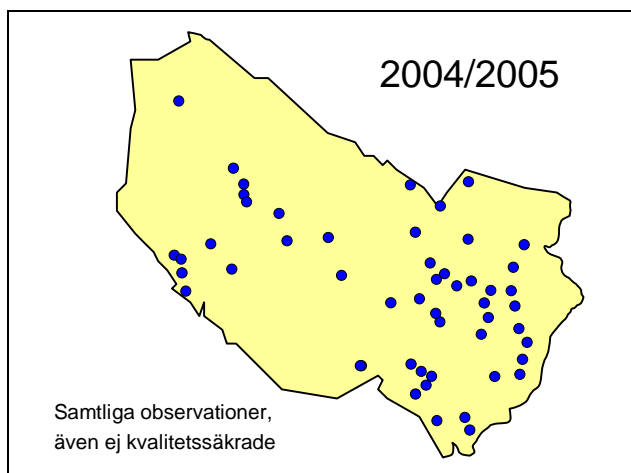 2004/2005
Samtliga observationer,
även ej kvalitetssäkrade